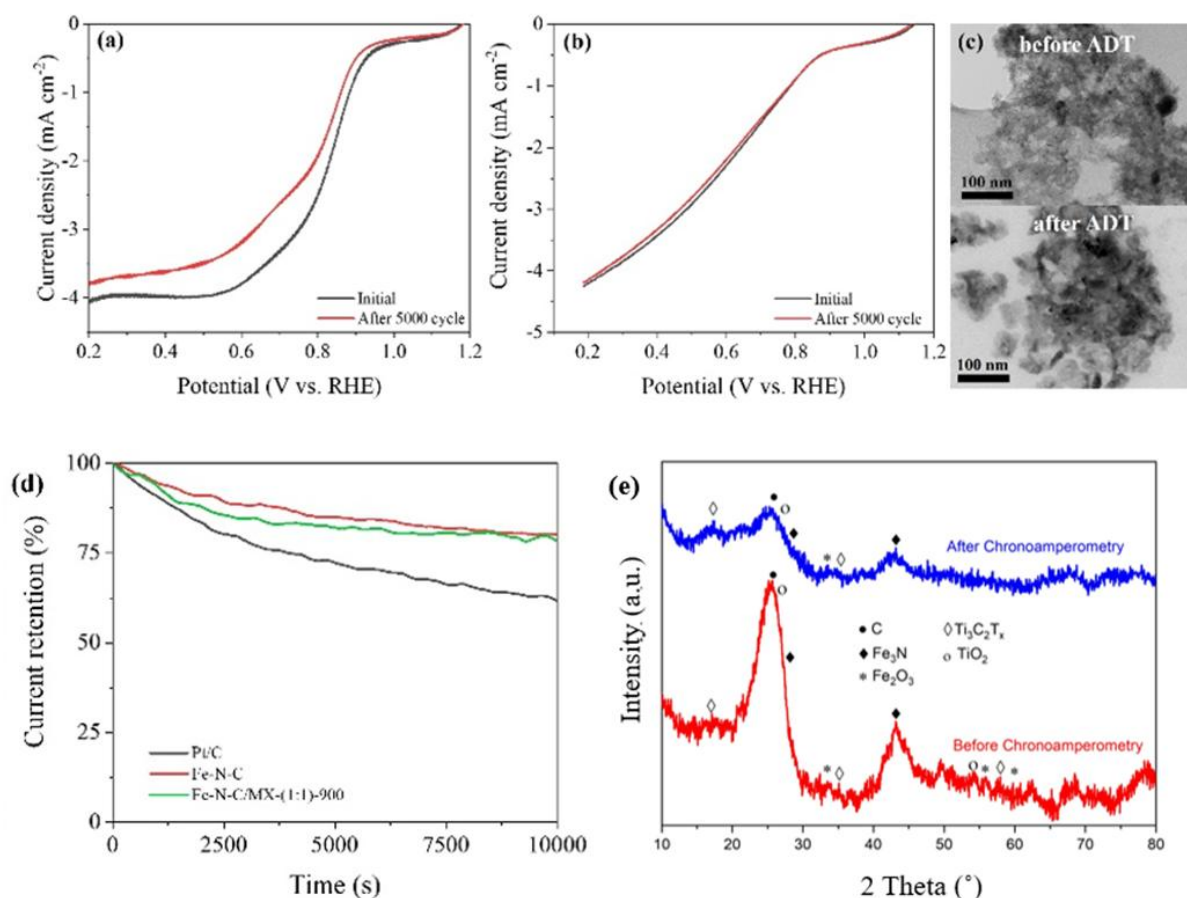 (a)
0
-1
-2
-3
-4
Current density (mA cm⁻²)
Initial
After 5000 cycle
0.2 0.4 0.6 0.8 1.0 1.2
Potential (V vs. RHE)
(b)
0
-1
-2
-3
-4
-5
Current density (mA cm⁻²)
Initial
After 5000 cycle
0.2 0.4 0.6 0.8 1.0 1.2
Potential (V vs. RHE)
(c)
before ADT
100 nm
after ADT
100 nm
(d)
100
75
50
25
0
Current retention (%)
Pt/C
Fe-N-C
Fe-N-C/MX-(1:1)-900
0 2500 5000 7500 10000
Time (s)
(e)
Intensity (a.u.)
After Chronoamperometry
● C ◊ Ti₃C₂Tₓ
◆ Fe₃N o TiO₂
* Fe₂O₃
Before Chronoamperometry
10 20 30 40 50 60 70 80
2 Theta (°)